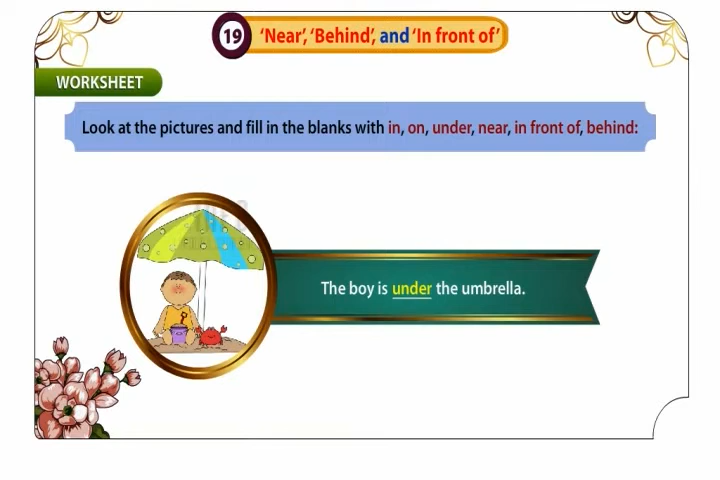 19 'Near', 'Behind', and 'In front of'
WORKSHEET
Look at the pictures and fill in the blanks with in, on, under, near, in front of, behind:
The boy is under the umbrella.